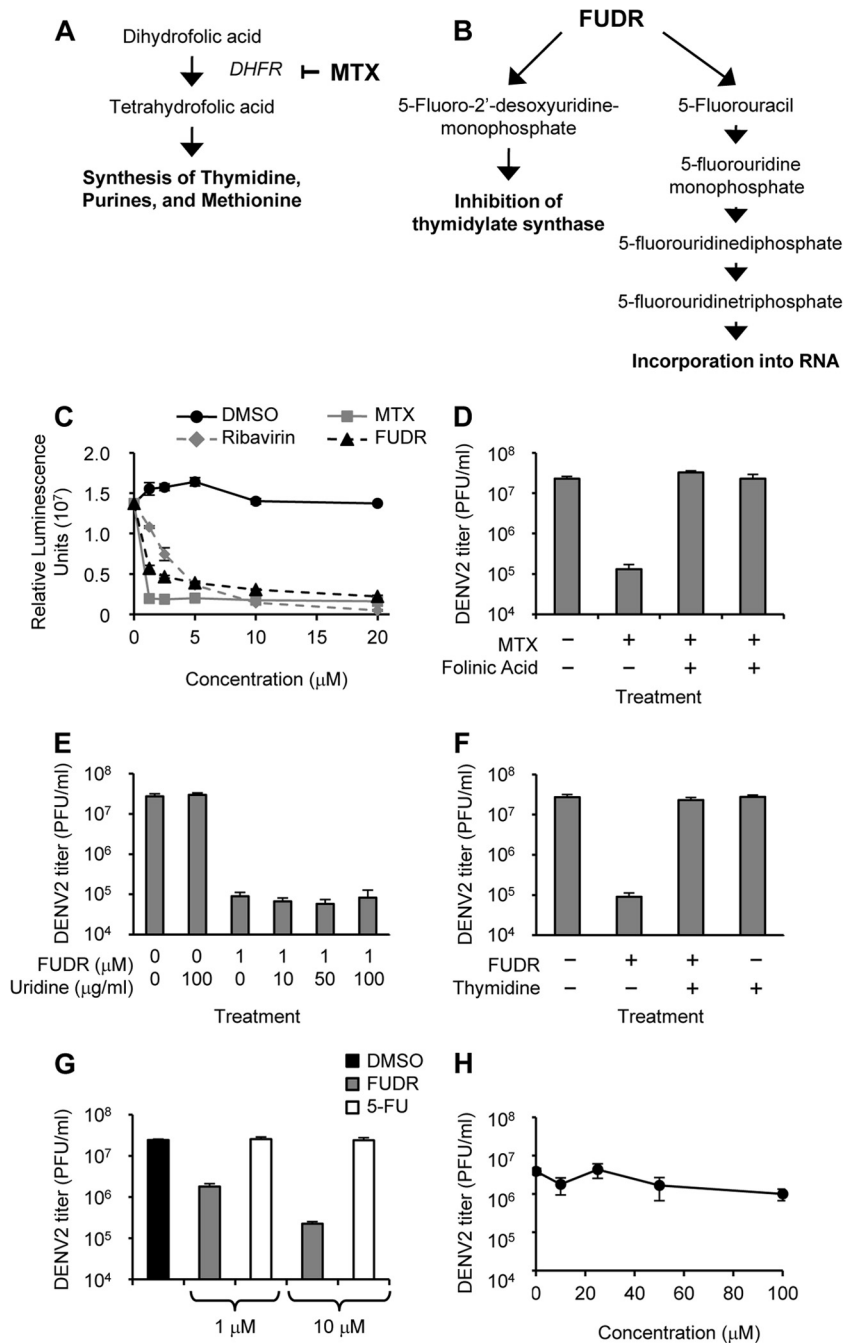 A
Dihydrofolic acid
DHFR
MTX
Tetrahydrofolic acid
Synthesis of Thymidine,
Purines, and Methionine
B
FUDR
5-Fluoro-2'-desoxyuridine-
monophosphate
Inhibition of
thymidylate synthase
5-Fluorouracil
5-fluorouridine
monophosphate
5-fluorouridinediphosphate
5-fluorouridinetriphosphate
Incorporation into RNA
C
DMSO
MTX
Ribavirin
FUDR
Relative Luminescence
Units (10⁷)
2.0
1.5
1.0
0.5
0
0 5 10 15 20
Concentration (μM)
D
DENV2 titer (PFU/ml)
10⁸
10⁷
10⁶
10⁵
10⁴
MTX − + + +
Folinic Acid − − + +
Treatment
E
DENV2 titer (PFU/ml)
10⁸
10⁷
10⁶
10⁵
10⁴
FUDR (μM) 0 0 1 1 1 1
Uridine (μg/ml) 0 100 0 10 50 100
Treatment
F
DENV2 titer (PFU/ml)
10⁸
10⁷
10⁶
10⁵
10⁴
FUDR − + + −
Thymidine − − + +
Treatment
G
DMSO
FUDR
5-FU
DENV2 titer (PFU/ml)
10⁸
10⁷
10⁶
10⁵
10⁴
1 μM 10 μM
H
DENV2 titer (PFU/ml)
10⁸
10⁷
10⁶
10⁵
10⁴
0 20 40 60 80 100
Concentration (μM)